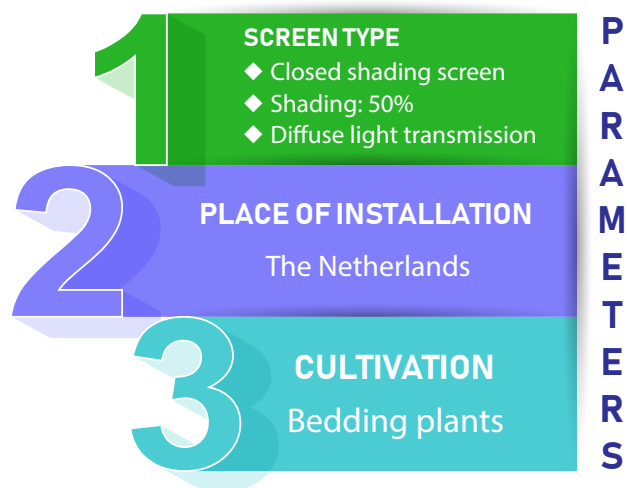 1
SCREEN TYPE
◆ Closed shading screen
◆ Shading: 50%
◆ Diffuse light transmission
2
PLACE OF INSTALLATION
The Netherlands
3
CULTIVATION
Bedding plants
PARAMETERS